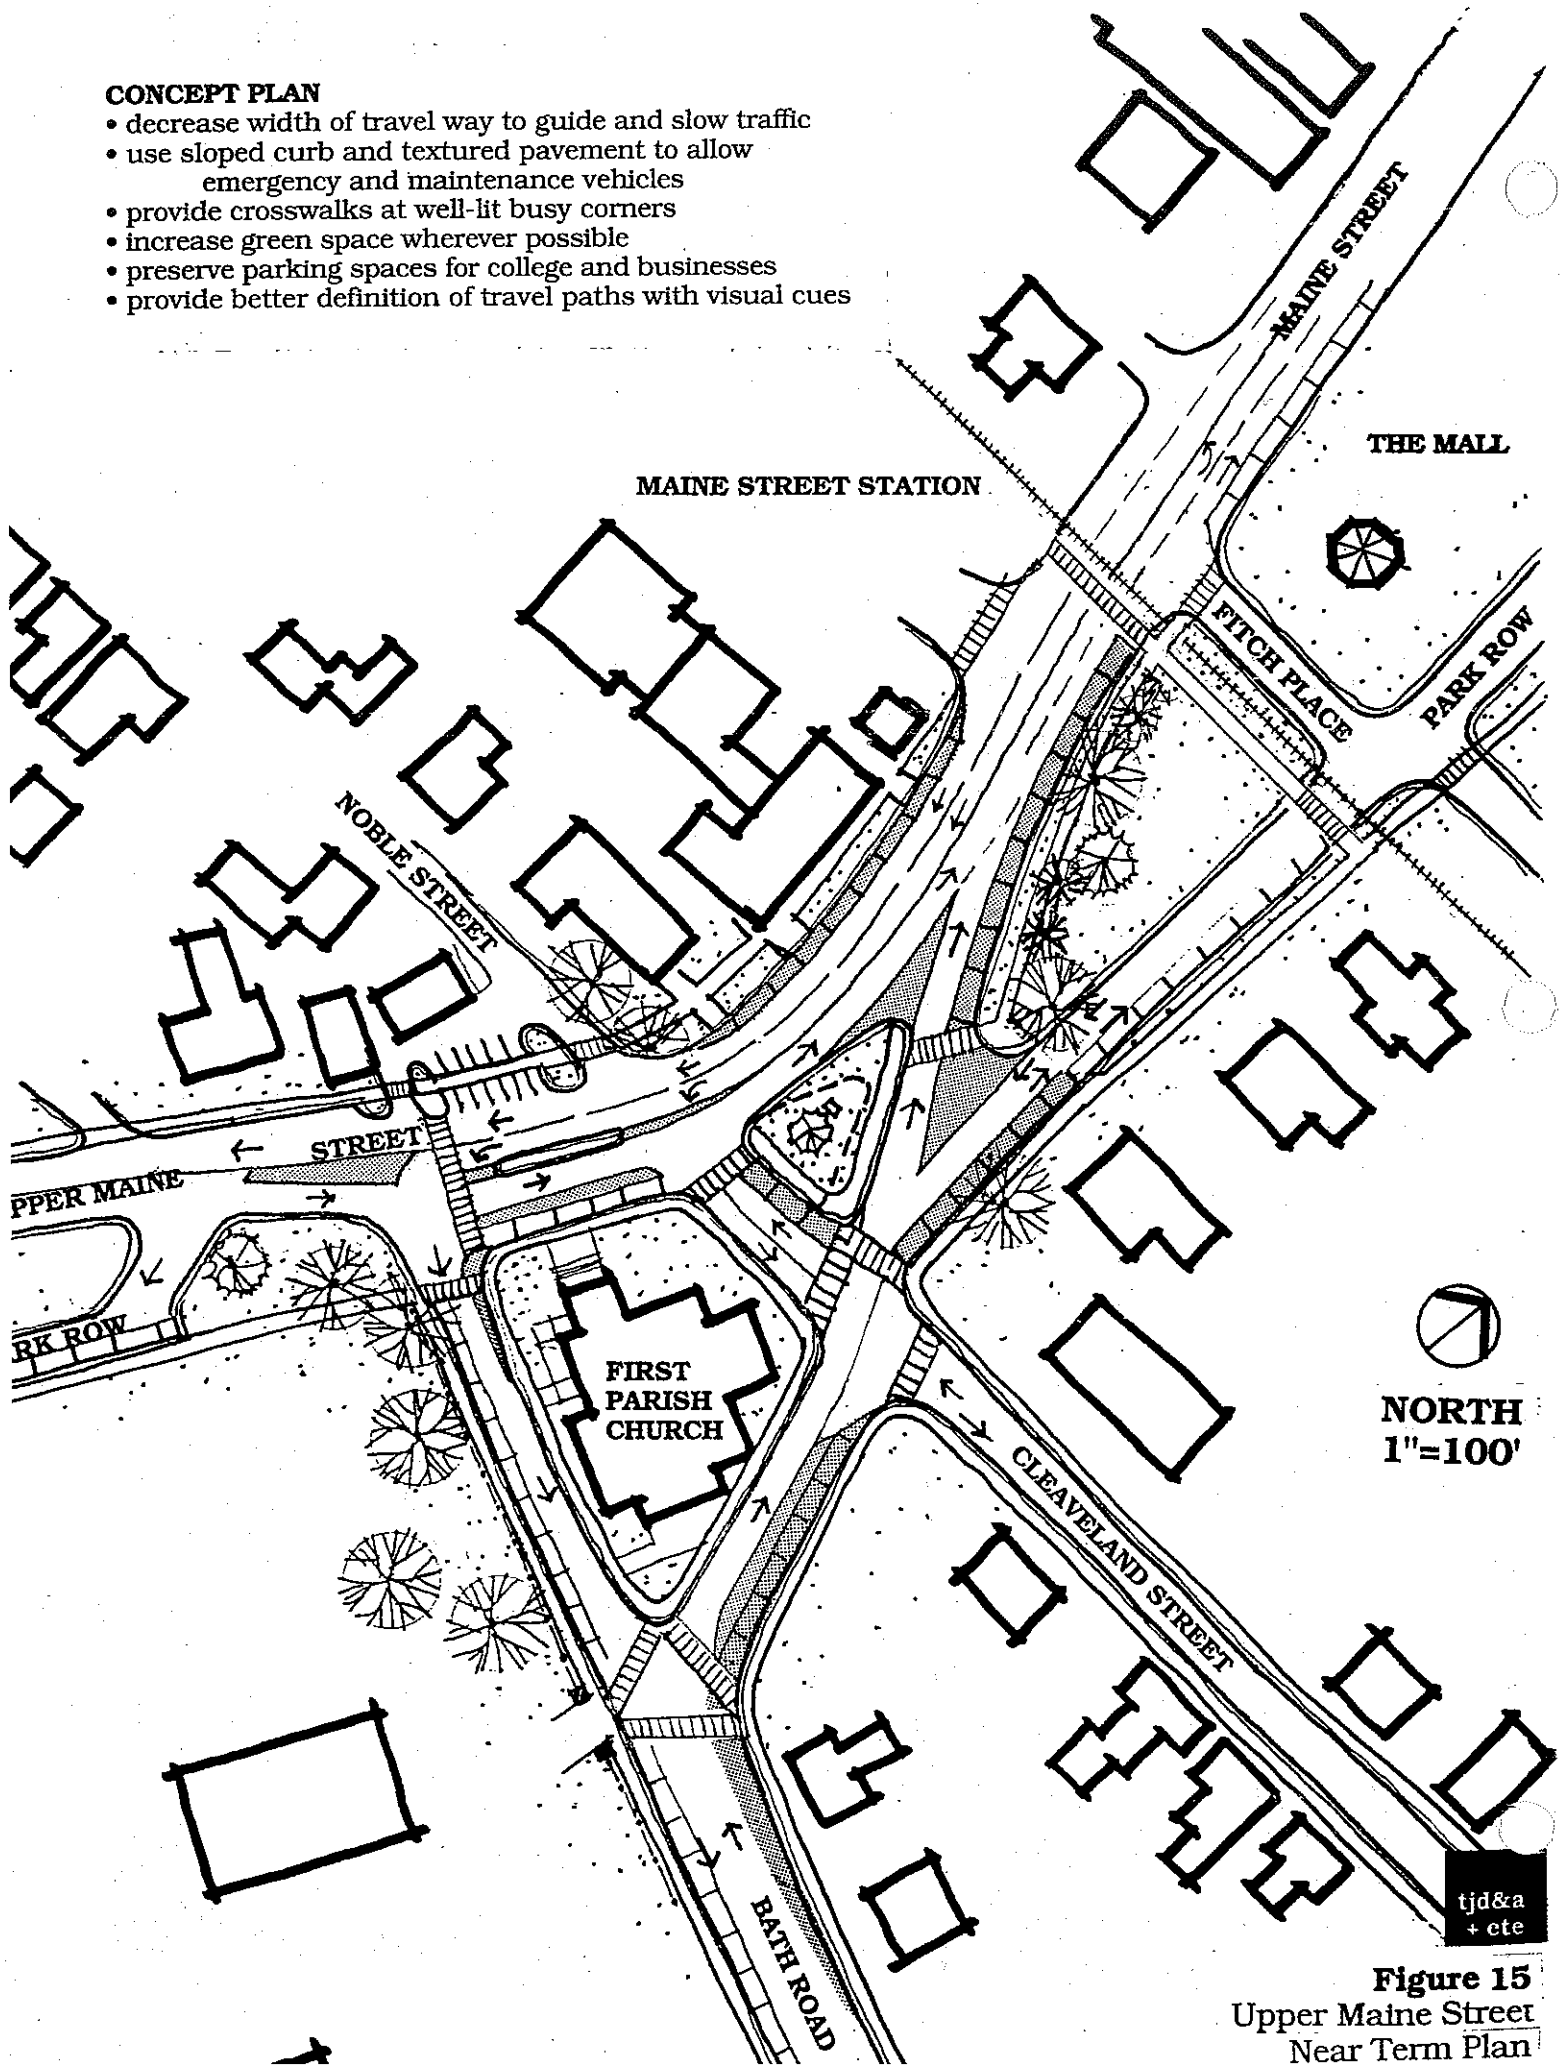 CONCEPT PLAN
• decrease width of travel way to guide and slow traffic
• use sloped curb and textured pavement to allow
emergency and maintenance vehicles
• provide crosswalks at well-lit busy corners
• increase green space wherever possible
• preserve parking spaces for college and businesses
• provide better definition of travel paths with visual cues
MAINE STREET
THE MALL
MAINE STREET STATION
FITCH PLACE
PARK ROW
NOBLE STREET
STREET
PPER MAINE
RK ROW
FIRST
PARISH
CHURCH
NORTH
1"=100'
CLEAVELAND STREET
BATH ROAD
tjd&a
+ cte
Figure 15
Upper Maine Street
Near Term Plan